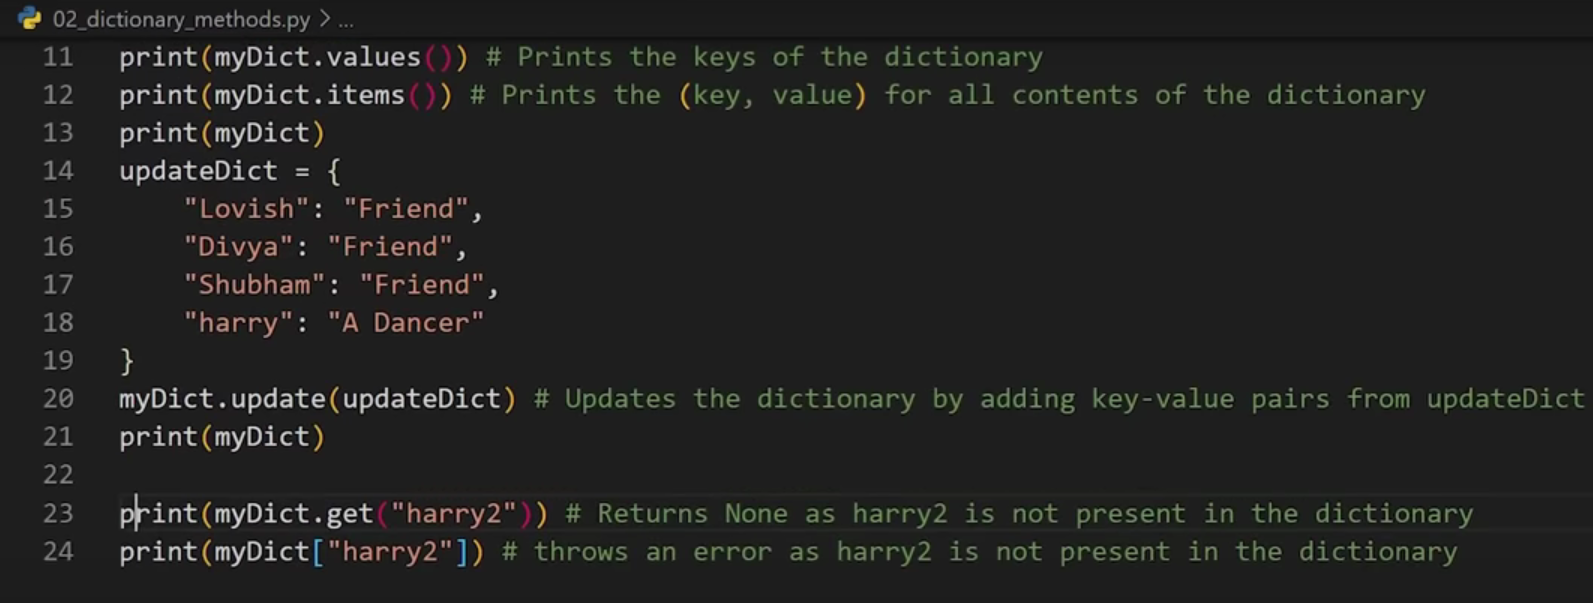 02_dictionary_methods.py > ...
11 print(myDict.values()) # Prints the keys of the dictionary
12 print(myDict.items()) # Prints the (key, value) for all contents of the dictionary
13 print(myDict)
14 updateDict = {
15     "Lovish": "Friend",
16     "Divya": "Friend",
17     "Shubham": "Friend",
18     "harry": "A Dancer"
19 }
20 myDict.update(updateDict) # Updates the dictionary by adding key-value pairs from updateDict
21 print(myDict)
22
23 print(myDict.get("harry2")) # Returns None as harry2 is not present in the dictionary
24 print(myDict["harry2"]) # throws an error as harry2 is not present in the dictionary